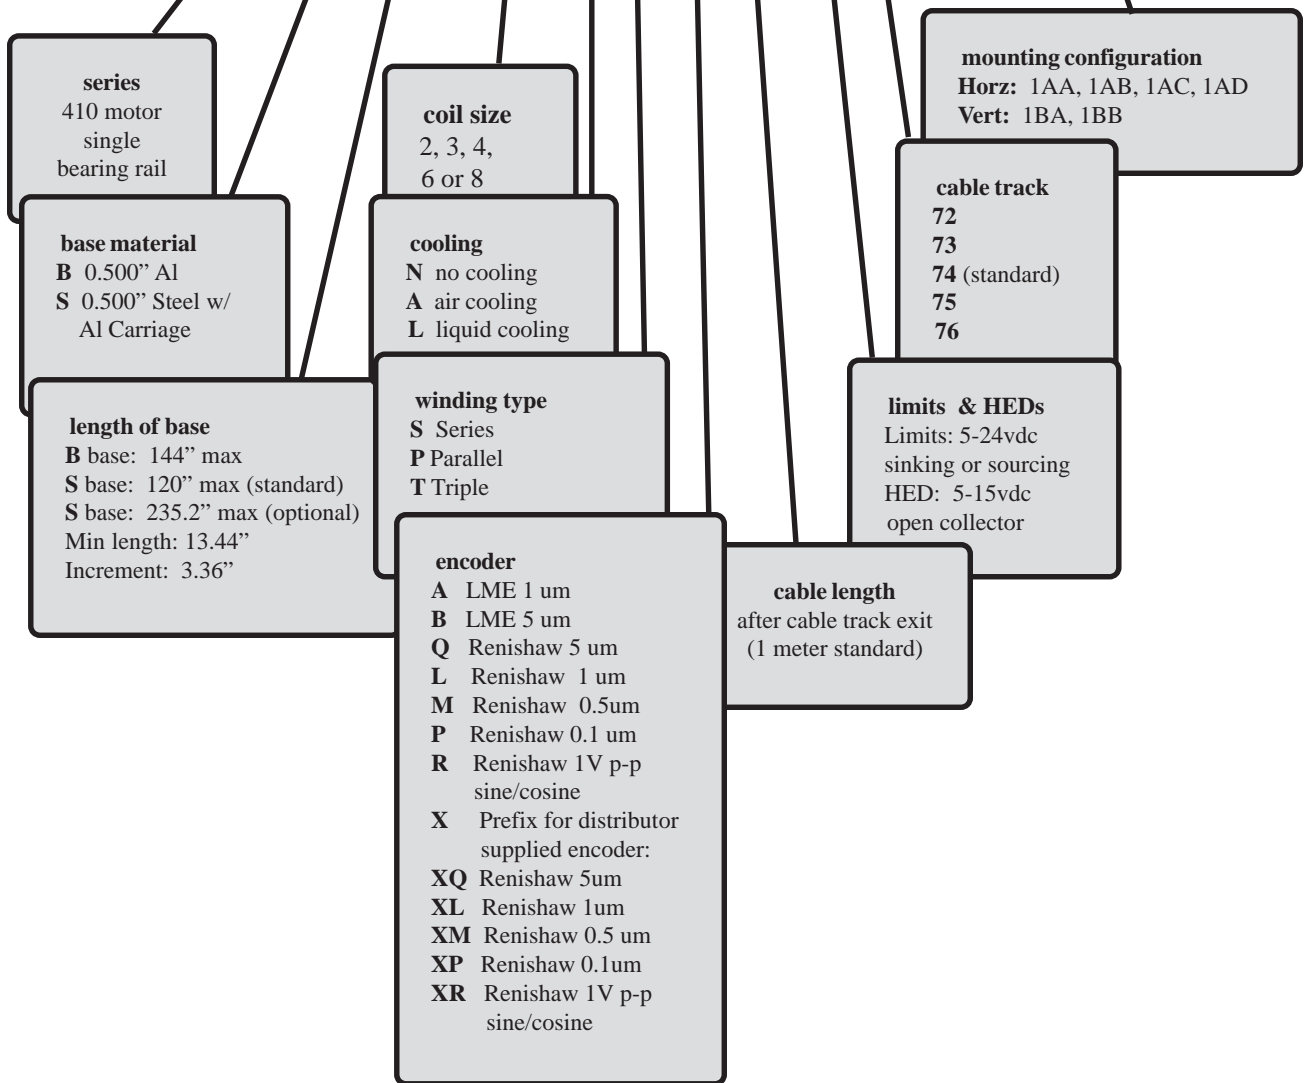 series
410 motor
single
bearing rail
base material
B 0.500” Al
S 0.500” Steel w/
Al Carriage
length of base
B base: 144” max
S base: 120” max (standard)
S base: 235.2” max (optional)
Min length: 13.44”
Increment: 3.36”
coil size
2, 3, 4,
6 or 8
cooling
N no cooling
A air cooling
L liquid cooling
winding type
S Series
P Parallel
T Triple
encoder
A LME 1 um
B LME 5 um
Q Renishaw 5 um
L Renishaw 1 um
M Renishaw 0.5um
P Renishaw 0.1 um
R Renishaw 1V p-p
sine/cosine
X Prefix for distributor
supplied encoder:
XQ Renishaw 5um
XL Renishaw 1um
XM Renishaw 0.5 um
XP Renishaw 0.1um
XR Renishaw 1V p-p
sine/cosine
cable length
after cable track exit
(1 meter standard)
limits & HEDs
Limits: 5-24vdc
sinking or sourcing
HED: 5-15vdc
open collector
cable track
72
73
74 (standard)
75
76
mounting configuration
Horz: 1AA, 1AB, 1AC, 1AD
Vert: 1BA, 1BB